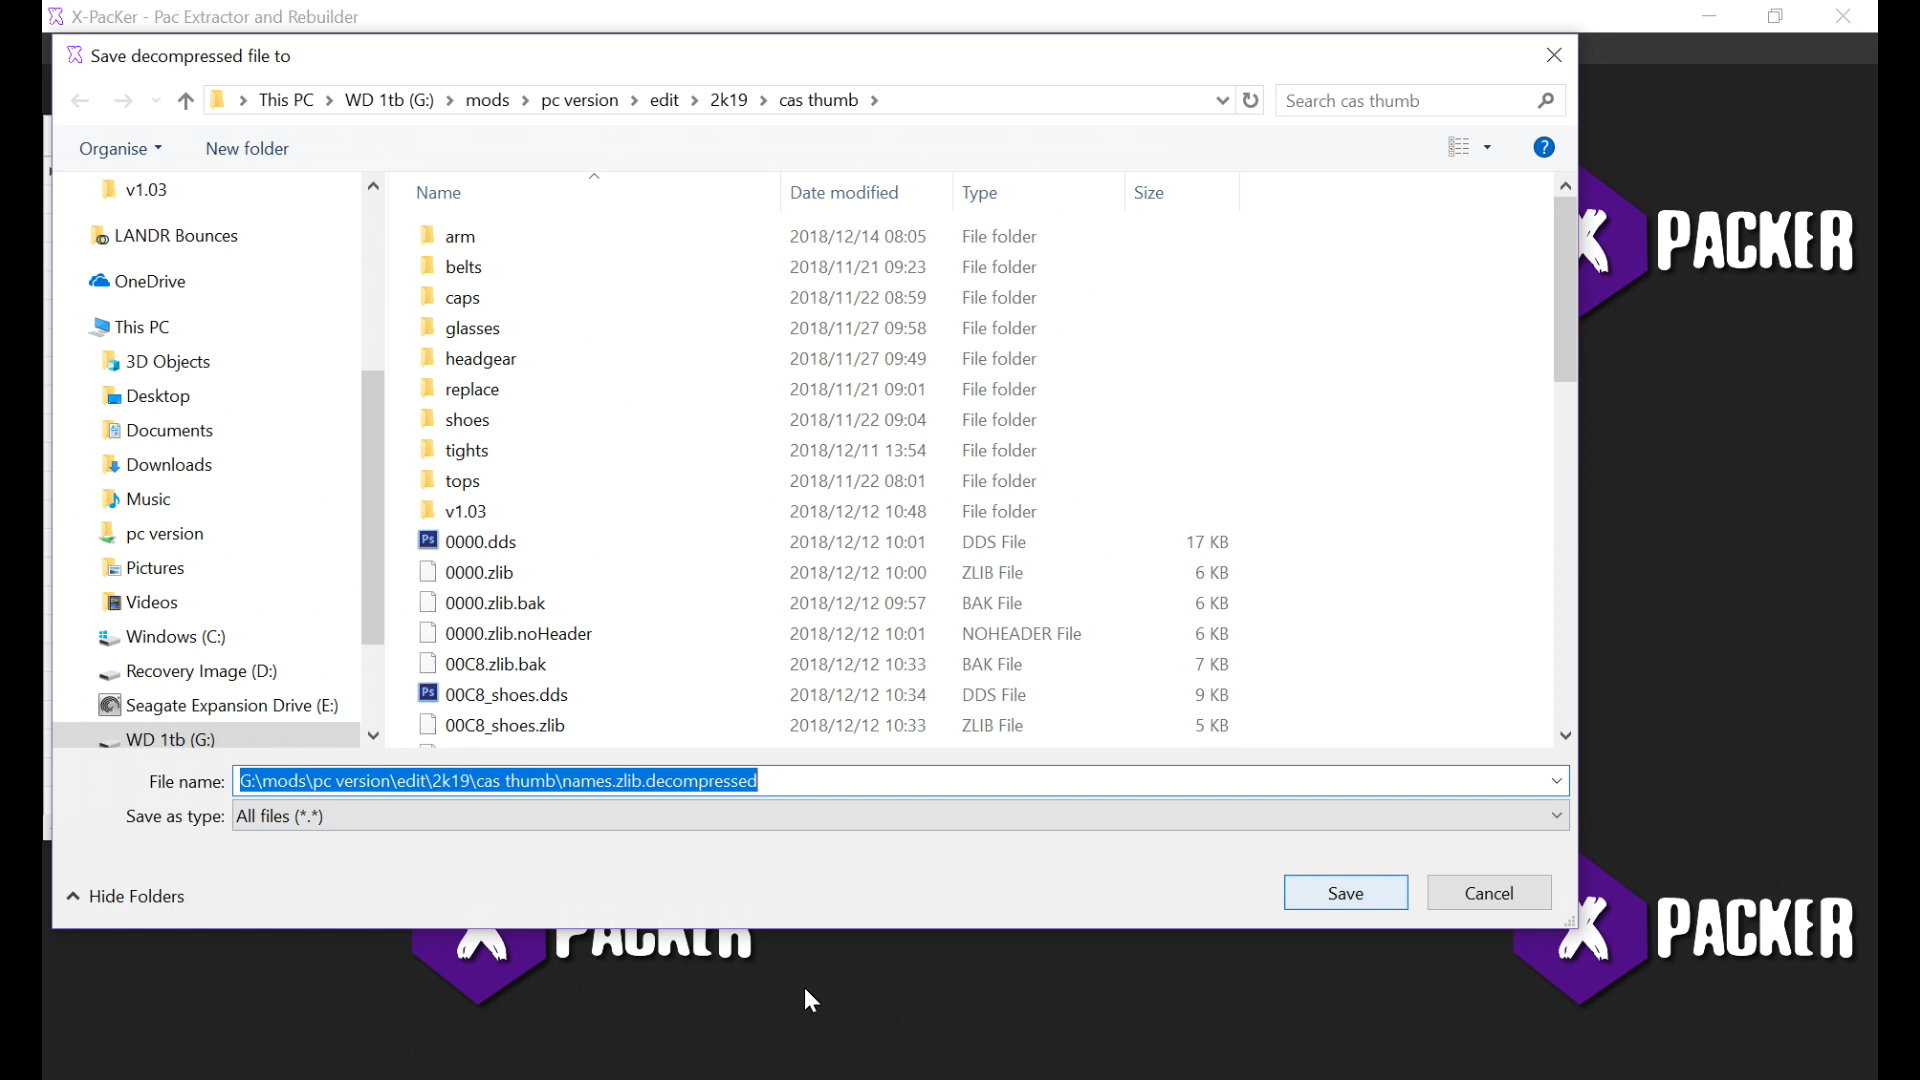 X-PacKer - Pac Extractor and Rebuilder
Save decompressed file to
This PC > WD 1tb (G:) > mods > pc version > edit > 2k19 > cas thumb >
Search cas thumb
Organise
New folder
?
v1.03
LANDR Bounces
OneDrive
This PC
3D Objects
Desktop
Documents
Downloads
Music
pc version
Pictures
Videos
Windows (C:)
Recovery Image (D:)
Seagate Expansion Drive (E:)
WD 1tb (G:)
Name Date modified Type Size
arm 2018/12/14 08:05 File folder
belts 2018/11/21 09:23 File folder
caps 2018/11/22 08:59 File folder
glasses 2018/11/27 09:58 File folder
headgear 2018/11/27 09:49 File folder
replace 2018/11/21 09:01 File folder
shoes 2018/11/22 09:04 File folder
tights 2018/12/11 13:54 File folder
tops 2018/11/22 08:01 File folder
v1.03 2018/12/12 10:48 File folder
Ps 0000.dds 2018/12/12 10:01 DDS File 17 KB
0000.zlib 2018/12/12 10:00 ZLIB File 6 KB
0000.zlib.bak 2018/12/12 09:57 BAK File 6 KB
0000.zlib.noHeader 2018/12/12 10:01 NOHEADER File 6 KB
00C8.zlib.bak 2018/12/12 10:33 BAK File 7 KB
Ps 00C8_shoes.dds 2018/12/12 10:34 DDS File 9 KB
00C8_shoes.zlib 2018/12/12 10:33 ZLIB File 5 KB
File name: G:\mods\pc version\edit\2k19\cas thumb\names.zlib.decompressed
Save as type: All files (*.*)
Hide Folders
Save
Cancel
X PACKER
X PACKER
X PACKER